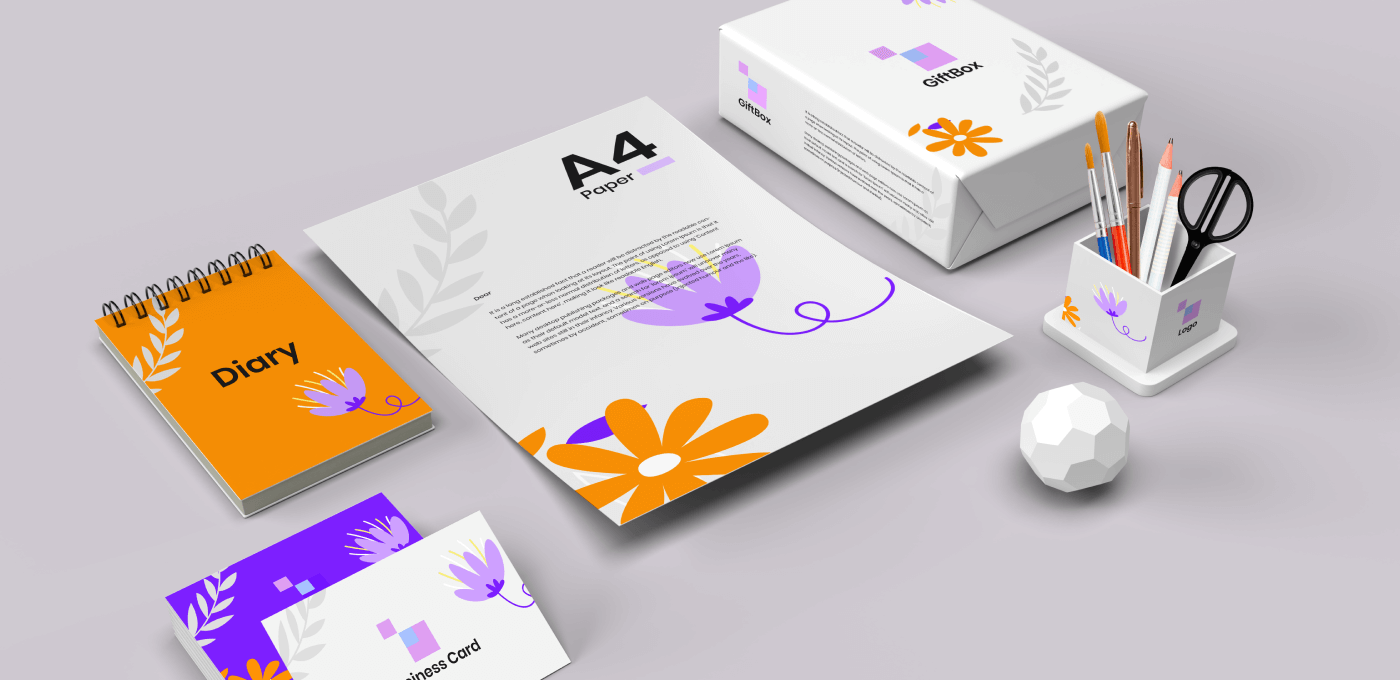 GiftBox
GiftBox
A4
Paper
Dear
It is a long established fact that a reader will be distracted by the readable con-
tent of a page when looking at its layout. The point of using Lorem Ipsum is that it
has a more-or-less normal distribution of letters, as opposed to using 'Content
here, content here', making it look like readable English.
Many desktop publishing packages and web page editors now use Lorem Ipsum
as their default model text, and a search for 'lorem ipsum' will uncover many
web sites still in their infancy. Various versions have evolved over the years,
sometimes by accident, sometimes on purpose (injected humour and the like).
Diary
Logo
iness Card